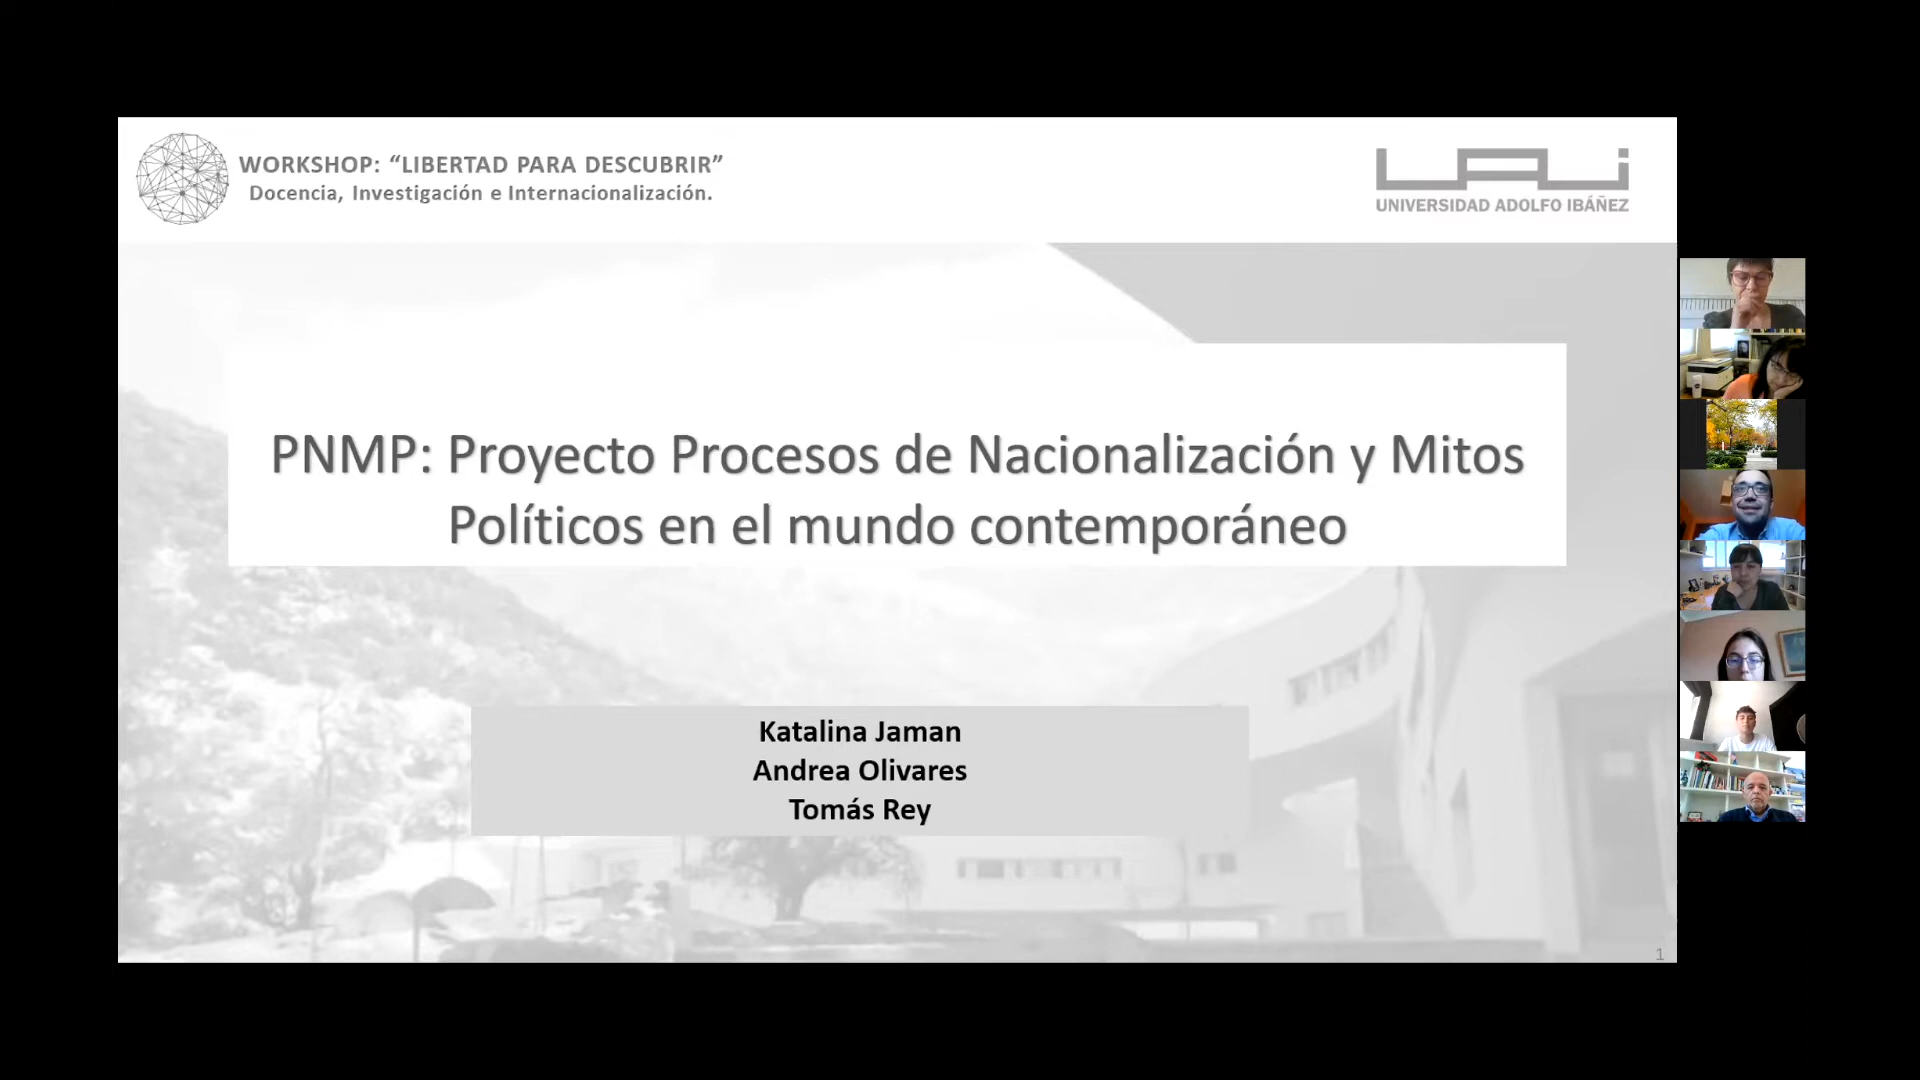 WORKSHOP: “LIBERTAD PARA DESCUBRIR”
Docencia, Investigación e Internacionalización.
UAI
UNIVERSIDAD ADOLFO IBÁÑEZ
PNMP: Proyecto Procesos de Nacionalización y Mitos
Políticos en el mundo contemporáneo
Katalina Jaman
Andrea Olivares
Tomás Rey
1